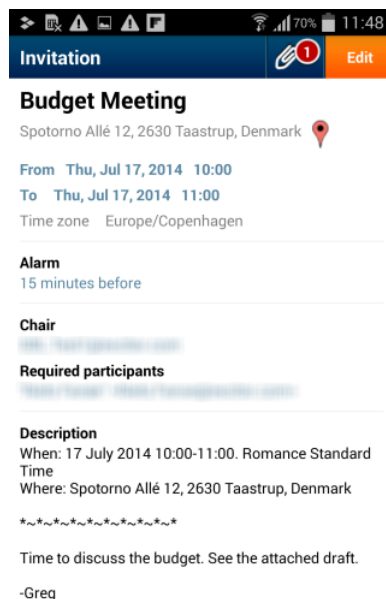 70% 11:48
Invitation 1 Edit
Budget Meeting
Spotorno Allé 12, 2630 Taastrup, Denmark
From Thu, Jul 17, 2014 10:00
To Thu, Jul 17, 2014 11:00
Time zone Europe/Copenhagen
Alarm
15 minutes before
Chair
Required participants
Description
When: 17 July 2014 10:00-11:00. Romance Standard
Time
Where: Spotorno Allé 12, 2630 Taastrup, Denmark
*~*~*~*~*~*~*~*~*~*
Time to discuss the budget. See the attached draft.
-Greg